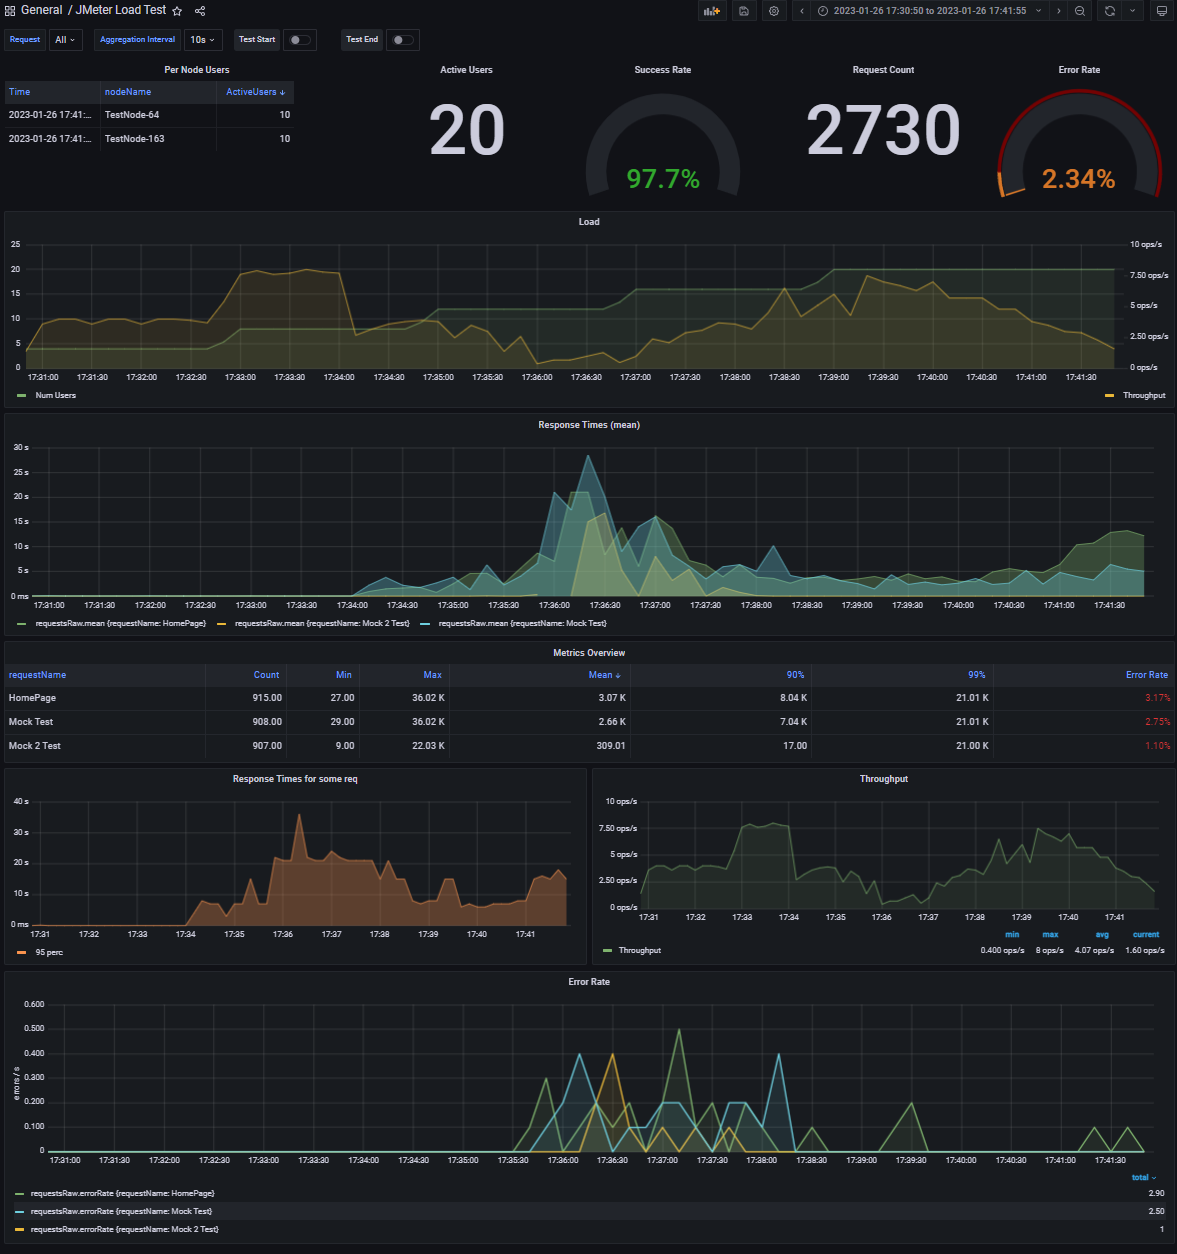 General / JMeter Load Test
2023-01-26 17:30:50 to 2023-01-26 17:41:55
Request All Aggregation Interval 10s Test Start Test End
Per Node Users
Time nodeName ActiveUsers ↓
2023-01-26 17:41:... TestNode-64 10
2023-01-26 17:41:... TestNode-163 10
Active Users
20
Success Rate
97.7%
Request Count
2730
Error Rate
2.34%
Load
25 10 ops/s
20 7.50 ops/s
15 5 ops/s
10 2.50 ops/s
5
0 0 ops/s
17:31:00 17:31:30 17:32:00 17:32:30 17:33:00 17:33:30 17:34:00 17:34:30 17:35:00 17:35:30 17:36:00 17:36:30 17:37:00 17:37:30 17:38:00 17:38:30 17:39:00 17:39:30 17:40:00 17:40:30 17:41:00 17:41:30
Num Users Throughput
Response Times (mean)
30 s
25 s
20 s
15 s
10 s
5 s
0 ms
17:31:00 17:31:30 17:32:00 17:32:30 17:33:00 17:33:30 17:34:00 17:34:30 17:35:00 17:35:30 17:36:00 17:36:30 17:37:00 17:37:30 17:38:00 17:38:30 17:39:00 17:39:30 17:40:00 17:40:30 17:41:00 17:41:30
requestsRaw.mean {requestName: HomePage} requestsRaw.mean {requestName: Mock 2 Test} requestsRaw.mean {requestName: Mock Test}
Metrics Overview
requestName Count Min Max Mean ↓ 90% 99% Error Rate
HomePage 915.00 27.00 36.02 K 3.07 K 8.04 K 21.01 K 3.17%
Mock Test 908.00 29.00 36.02 K 2.66 K 7.04 K 21.01 K 2.75%
Mock 2 Test 907.00 9.00 22.03 K 309.01 17.00 21.00 K 1.10%
Response Times for some req
40 s
30 s
20 s
10 s
0 ms
17:31 17:32 17:33 17:34 17:35 17:36 17:37 17:38 17:39 17:40 17:41
95 perc
Throughput
10 ops/s
7.50 ops/s
5 ops/s
2.50 ops/s
0 ops/s
17:31 17:32 17:33 17:34 17:35 17:36 17:37 17:38 17:39 17:40 17:41
min max avg current
Throughput 0.400 ops/s 8 ops/s 4.07 ops/s 1.60 ops/s
Error Rate
errors / s
0.600
0.500
0.400
0.300
0.200
0.100
0
17:31:00 17:31:30 17:32:00 17:32:30 17:33:00 17:33:30 17:34:00 17:34:30 17:35:00 17:35:30 17:36:00 17:36:30 17:37:00 17:37:30 17:38:00 17:38:30 17:39:00 17:39:30 17:40:00 17:40:30 17:41:00 17:41:30
total
requestsRaw.errorRate {requestName: HomePage} 2.90
requestsRaw.errorRate {requestName: Mock Test} 2.50
requestsRaw.errorRate {requestName: Mock 2 Test} 1